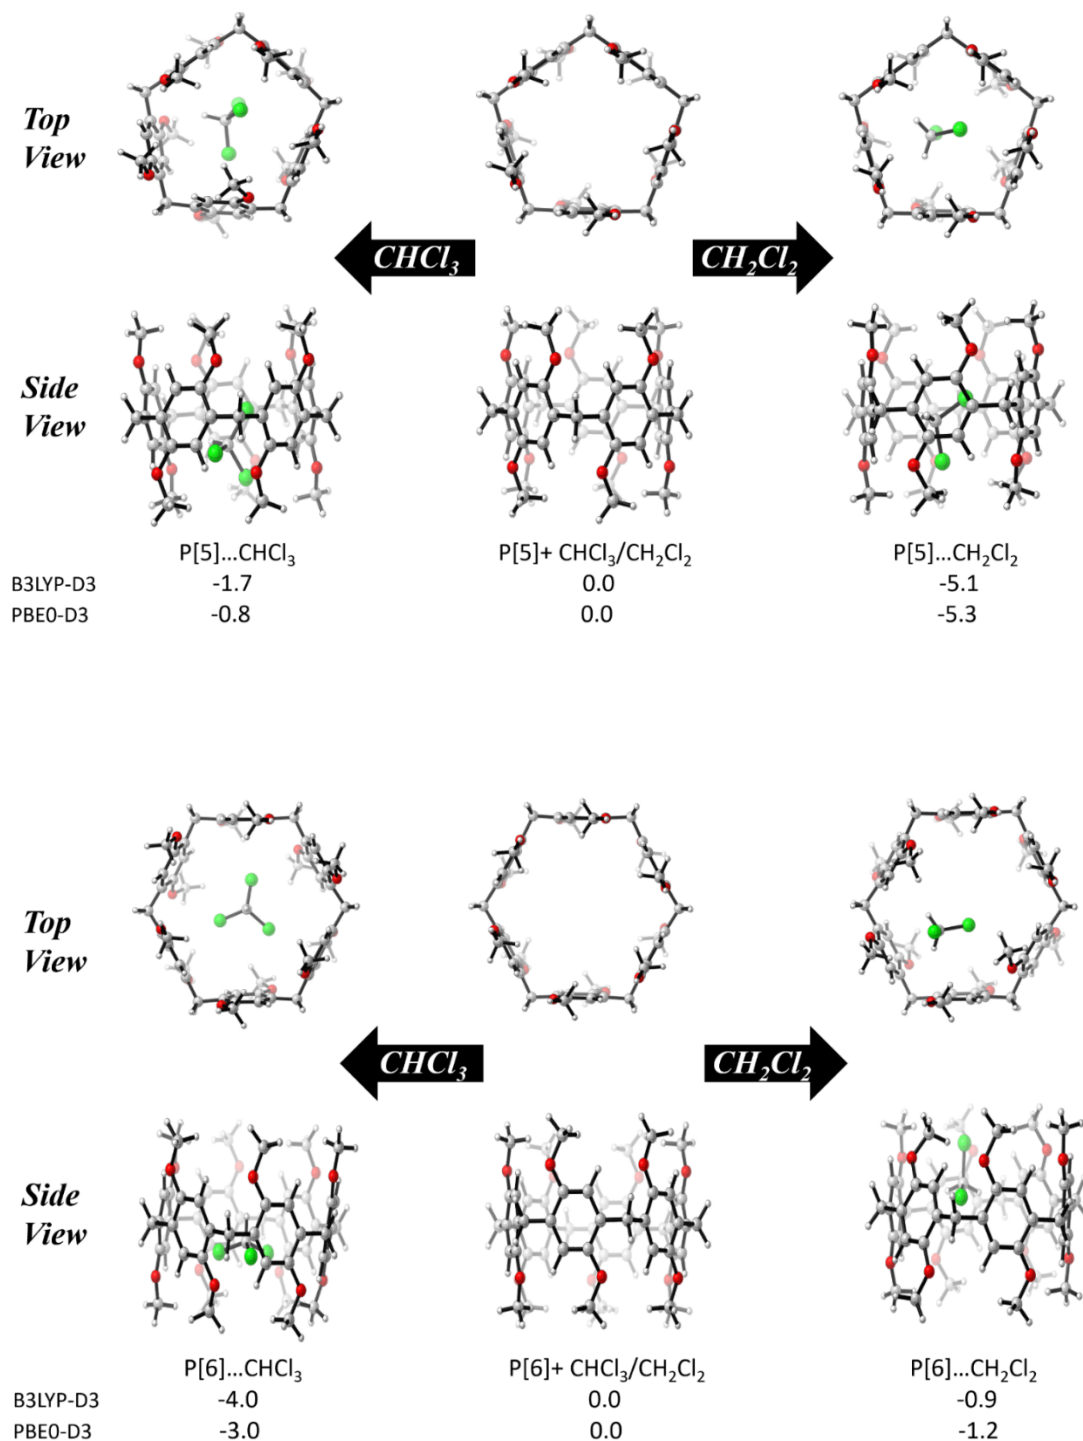 Top
View
CHCl₃
CH₂Cl₂
Side
View
P[5]...CHCl₃
P[5]+ CHCl₃/CH₂Cl₂
P[5]...CH₂Cl₂
B3LYP-D3 -1.7 0.0 -5.1
PBE0-D3 -0.8 0.0 -5.3
Top
View
CHCl₃
CH₂Cl₂
Side
View
P[6]...CHCl₃
P[6]+ CHCl₃/CH₂Cl₂
P[6]...CH₂Cl₂
B3LYP-D3 -4.0 0.0 -0.9
PBE0-D3 -3.0 0.0 -1.2